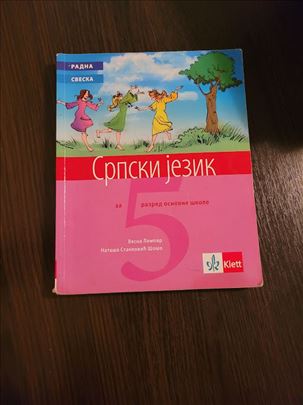 РАДНА
СВЕСКА
Српски језик
за 5 разред основне школе
Весна Ломпар
Наташа Станковић-Шошо
Klett